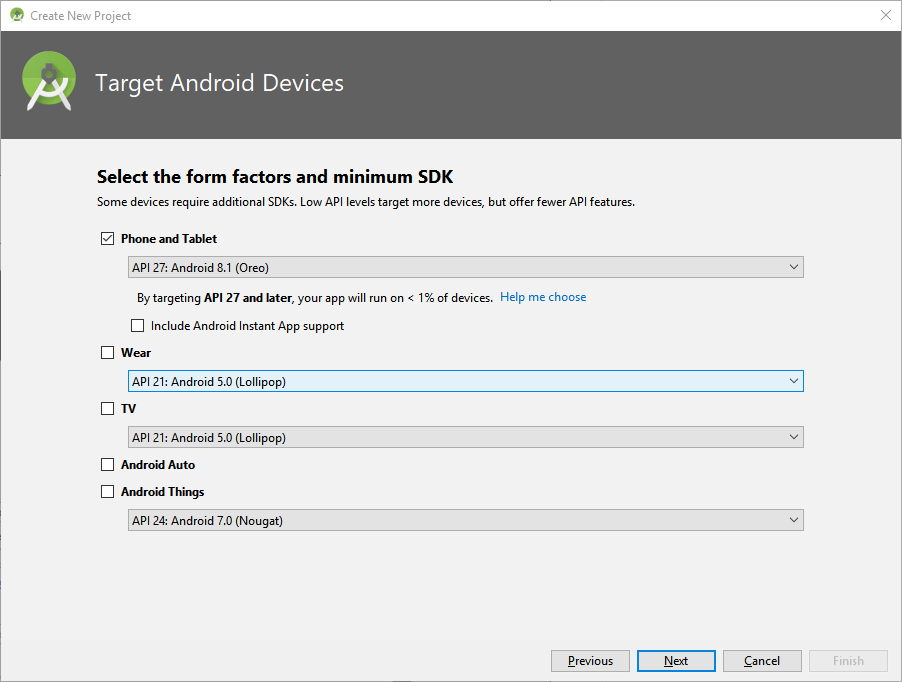 Create New Project
Target Android Devices
Select the form factors and minimum SDK
Some devices require additional SDKs. Low API levels target more devices, but offer fewer API features.
Phone and Tablet
API 27: Android 8.1 (Oreo)
By targeting API 27 and later, your app will run on < 1% of devices. Help me choose
Include Android Instant App support
Wear
API 21: Android 5.0 (Lollipop)
TV
API 21: Android 5.0 (Lollipop)
Android Auto
Android Things
API 24: Android 7.0 (Nougat)
Previous Next Cancel Finish